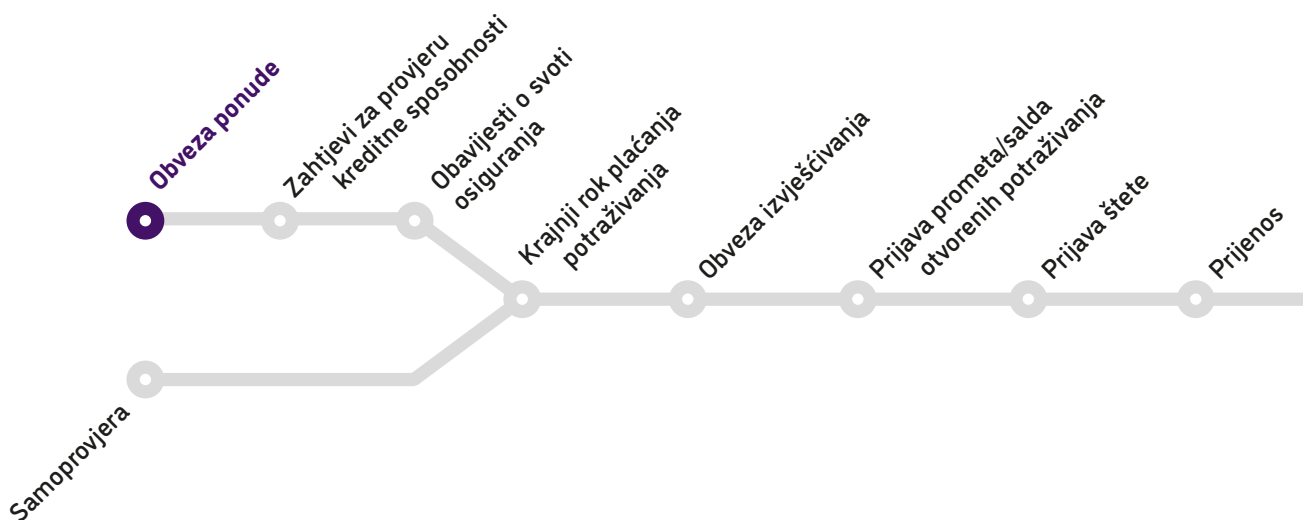 Obveza ponude
Zahtjevi za provjeru
kreditne sposobnosti
Obavijesti o svoti
osiguranja
Krajnji rok plaćanja
potraživanja
Obveza izvješćivanja
Prijava prometa/salda
otvorenih potraživanja
Prijava štete
Prijenos
Samoprovjera